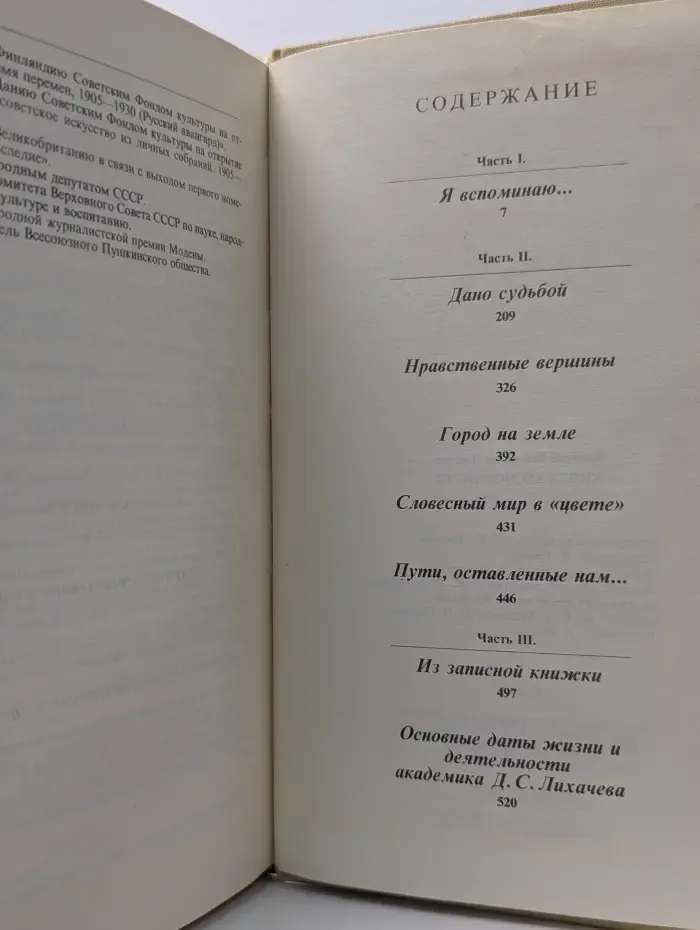 Финляндию Советским Фондом культуры на от-
мя перемен, 1905—1930 (Русский авангард)».
Данию Советским Фондом культуры на открытие
советское искусство из личных собраний. 1905—
Великобританию в связи с выходом первого номе-
следие».
родным депутатом СССР.
омитета Верховного Совета СССР по науке, народ-
культуре и воспитанию.
родной журналистской премии Модены.
ель Всесоюзного Пушкинского общества.
СОДЕРЖАНИЕ
Часть I.
Я вспоминаю...
7
Часть II.
Дано судьбой
209
Нравственные вершины
326
Город на земле
392
Словесный мир в «цвете»
431
Пути, оставленные нам...
446
Часть III.
Из записной книжки
497
Основные даты жизни и
деятельности
академика Д. С. Лихачева
520